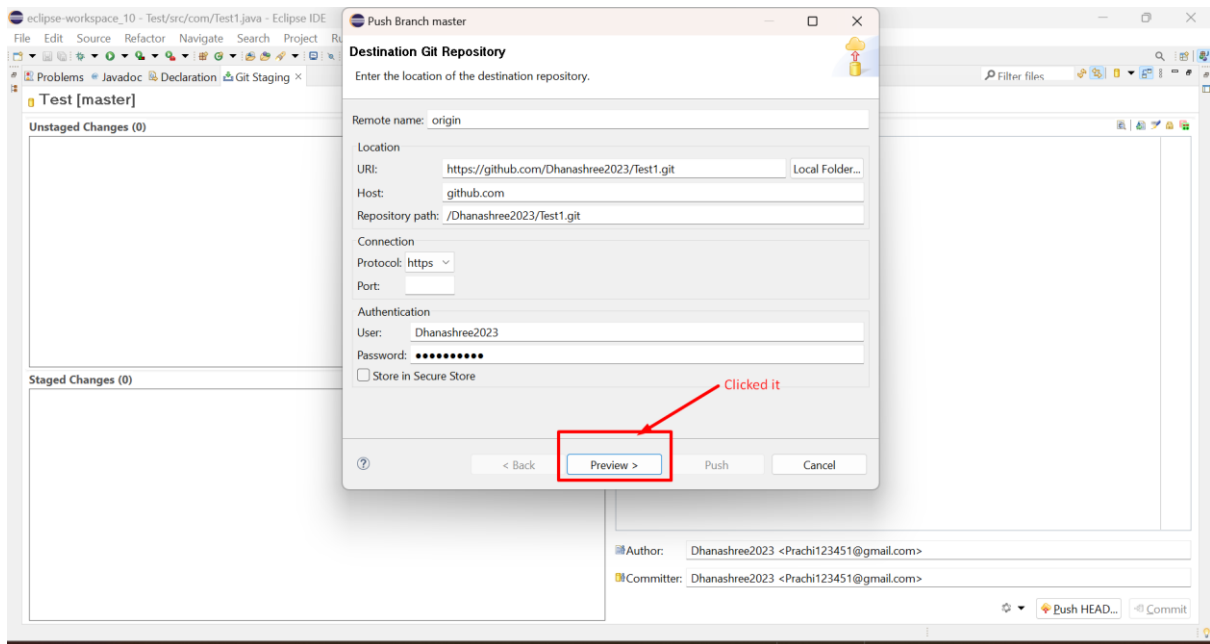 eclipse-workspace_10 - Test/src/com/Test1.java - Eclipse IDE
File Edit Source Refactor Navigate Search Project
Problems Javadoc Declaration Git Staging
Filter files
Test [master]
Unstaged Changes (0)
Staged Changes (0)
Push Branch master
Destination Git Repository
Enter the location of the destination repository.
Remote name: origin
Location
URI: https://github.com/Dhanashree2023/Test1.git Local Folder...
Host: github.com
Repository path: /Dhanashree2023/Test1.git
Connection
Protocol: https
Port:
Authentication
User: Dhanashree2023
Password: ●●●●●●●●●●
Store in Secure Store
Clicked it
< Back Preview > Push Cancel
Author: Dhanashree2023 <Prachi123451@gmail.com>
Committer: Dhanashree2023 <Prachi123451@gmail.com>
Push HEAD... Commit